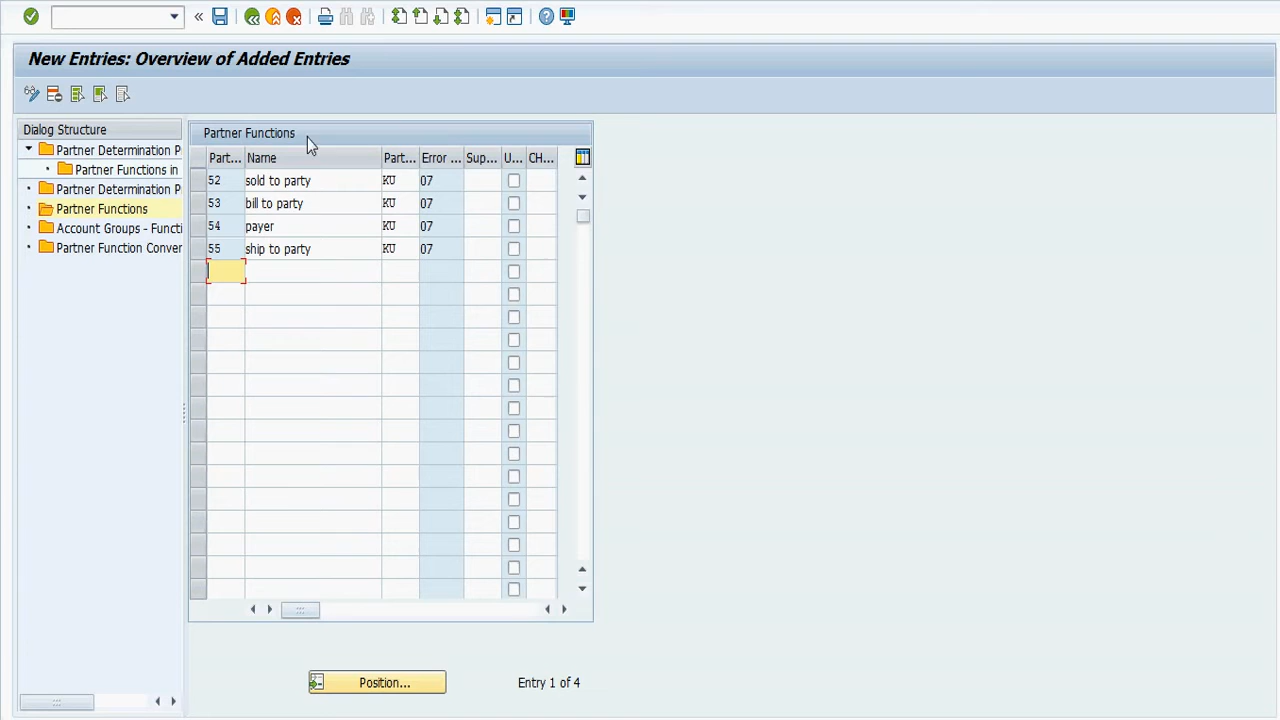 New Entries: Overview of Added Entries
Dialog Structure
Partner Determination P
Partner Functions in
Partner Determination P
Partner Functions
Account Groups - Functi
Partner Function Conver
Partner Functions
Part... Name Part... Error ... Sup... U... CH...
52 sold to party KU 07
53 bill to party KU 07
54 payer KU 07
55 ship to party KU 07
Position... Entry 1 of 4